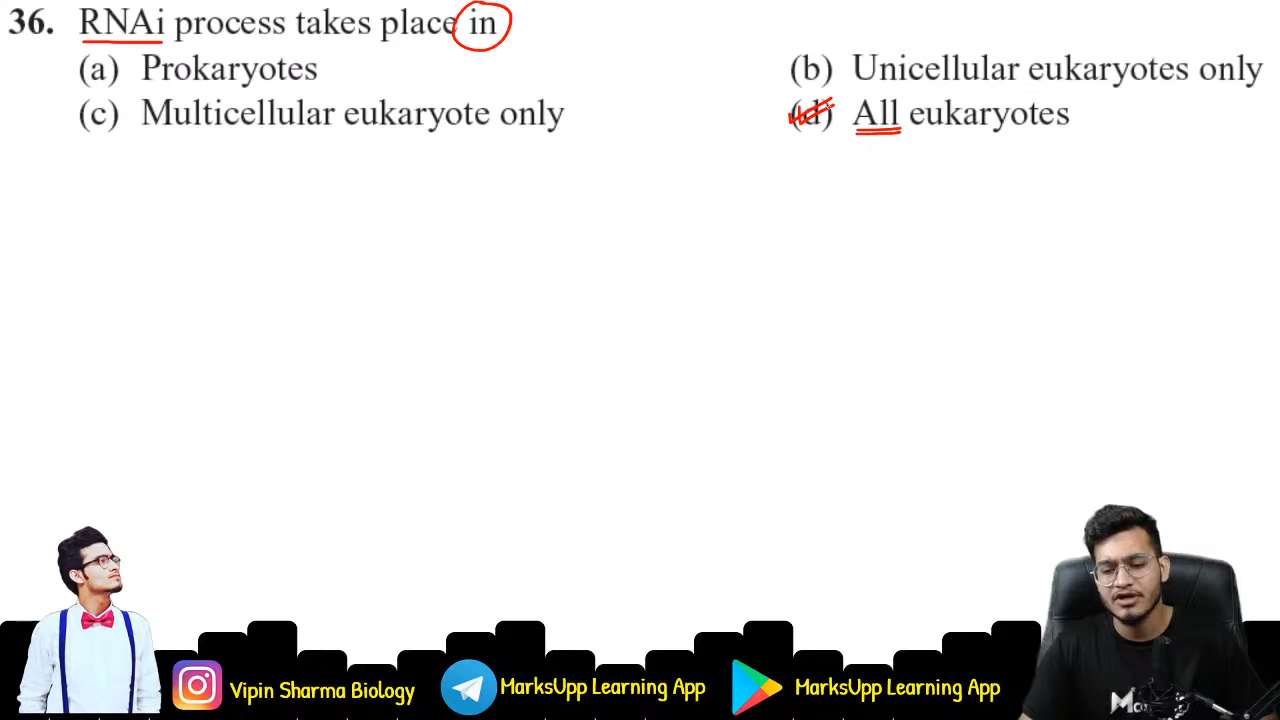 36. RNAi process takes place in
(a) Prokaryotes (b) Unicellular eukaryotes only
(c) Multicellular eukaryote only (d) All eukaryotes
Vipin Sharma Biology MarksUpp Learning App MarksUpp Learning App